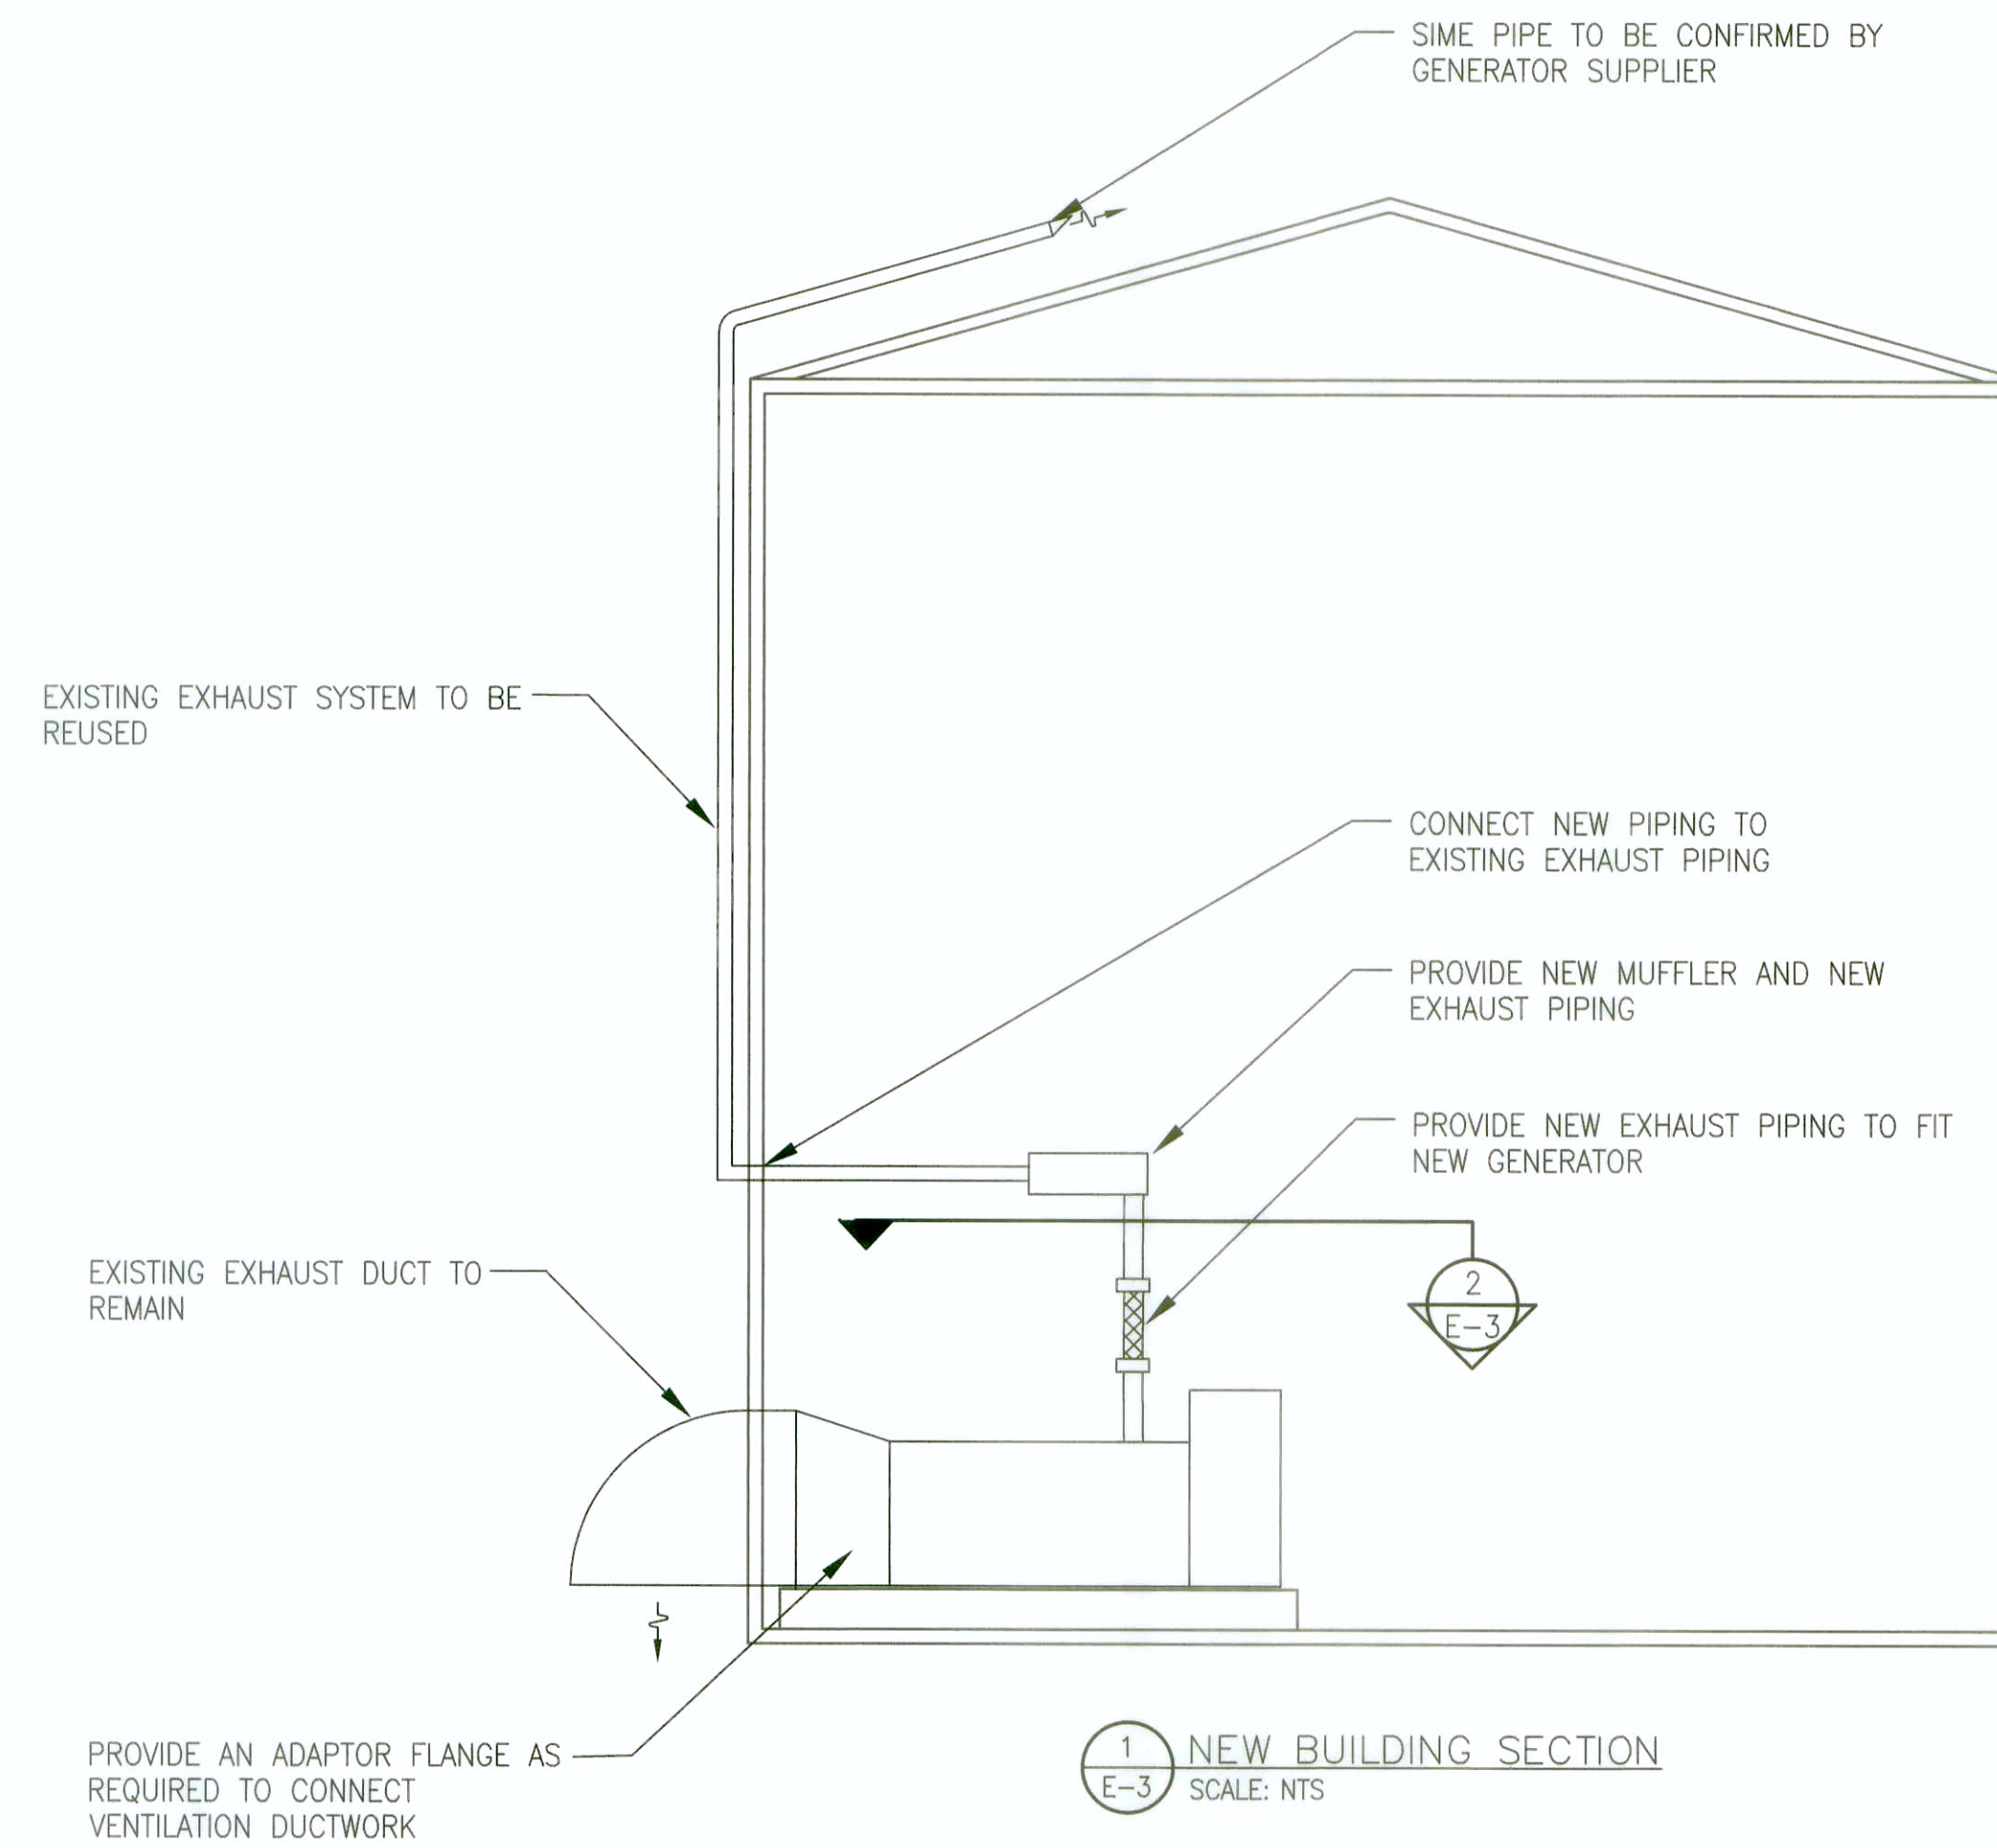 SIME PIPE TO BE CONFIRMED BY
GENERATOR SUPPLIER
EXISTING EXHAUST SYSTEM TO BE
REUSED
CONNECT NEW PIPING TO
EXISTING EXHAUST PIPING
PROVIDE NEW MUFFLER AND NEW
EXHAUST PIPING
PROVIDE NEW EXHAUST PIPING TO FIT
NEW GENERATOR
EXISTING EXHAUST DUCT TO
REMAIN
2
E-3
PROVIDE AN ADAPTOR FLANGE AS
REQUIRED TO CONNECT
VENTILATION DUCTWORK
1
E-3
NEW BUILDING SECTION
SCALE: NTS